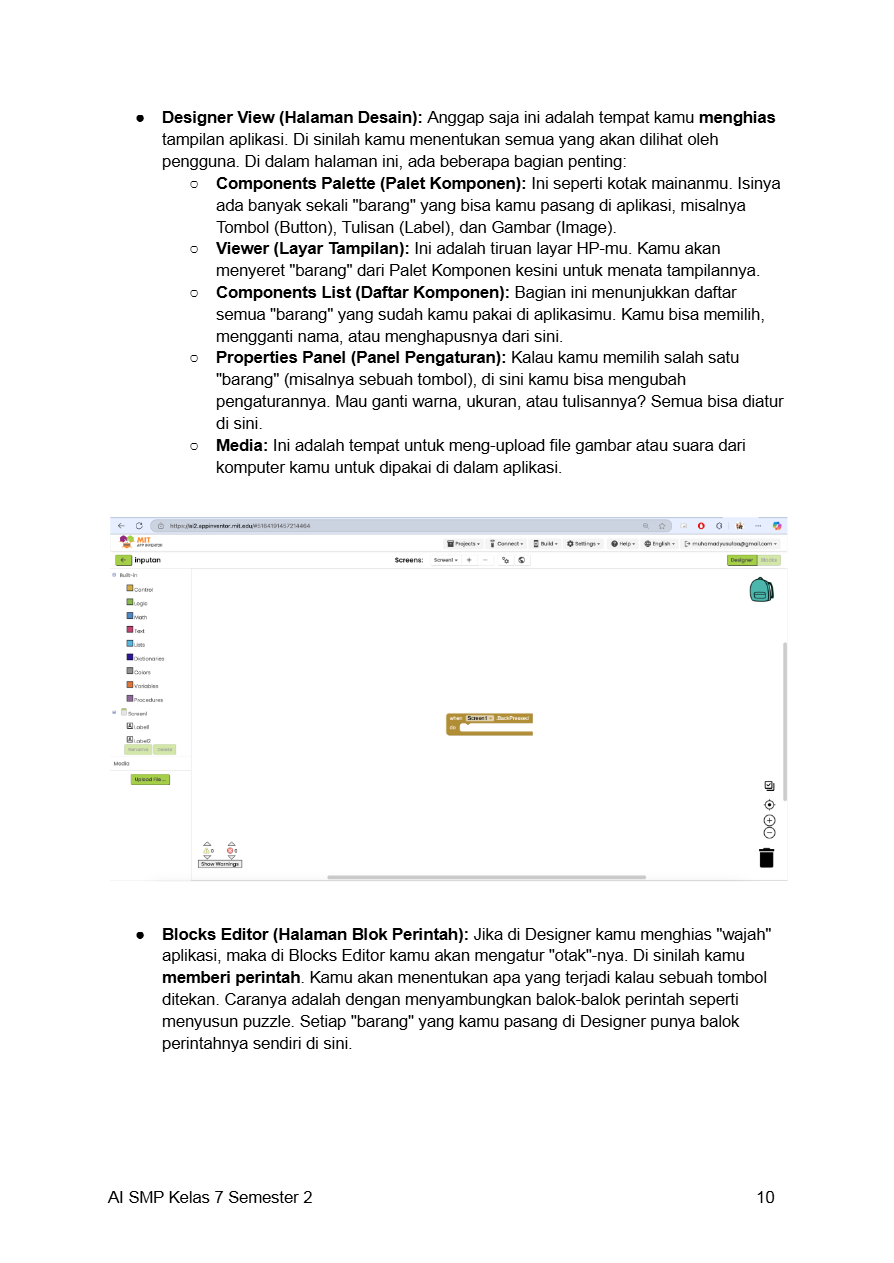 ● Designer View (Halaman Desain): Anggap saja ini adalah tempat kamu menghias
tampilan aplikasi. Di sinilah kamu menentukan semua yang akan dilihat oleh
pengguna. Di dalam halaman ini, ada beberapa bagian penting:
○ Components Palette (Palet Komponen): Ini seperti kotak mainanmu. Isinya
ada banyak sekali "barang" yang bisa kamu pasang di aplikasi, misalnya
Tombol (Button), Tulisan (Label), dan Gambar (Image).
○ Viewer (Layar Tampilan): Ini adalah tiruan layar HP-mu. Kamu akan
menyeret "barang" dari Palet Komponen kesini untuk menata tampilannya.
○ Components List (Daftar Komponen): Bagian ini menunjukkan daftar
semua "barang" yang sudah kamu pakai di aplikasimu. Kamu bisa memilih,
mengganti nama, atau menghapusnya dari sini.
○ Properties Panel (Panel Pengaturan): Kalau kamu memilih salah satu
"barang" (misalnya sebuah tombol), di sini kamu bisa mengubah
pengaturannya. Mau ganti warna, ukuran, atau tulisannya? Semua bisa diatur
di sini.
○ Media: Ini adalah tempat untuk meng-upload file gambar atau suara dari
komputer kamu untuk dipakai di dalam aplikasi.
https://ai2.appinventor.mit.edu/#5164191457214464
MIT
APP INVENTOR
Projects Connect Build Settings Help English muhamadyusufaa@gmail.com
inputan Screens: Screen1 Designer Blocks
Built-in
Control
Logic
Math
Text
Lists
Dictionaries
Colors
Variables
Procedures
Screen1
Label1
Label2
Rename Delete
Media
Upload File ...
when Screen1 .BackPressed
do
0 0
Show Warnings
● Blocks Editor (Halaman Blok Perintah): Jika di Designer kamu menghias "wajah"
aplikasi, maka di Blocks Editor kamu akan mengatur "otak"-nya. Di sinilah kamu
memberi perintah. Kamu akan menentukan apa yang terjadi kalau sebuah tombol
ditekan. Caranya adalah dengan menyambungkan balok-balok perintah seperti
menyusun puzzle. Setiap "barang" yang kamu pasang di Designer punya balok
perintahnya sendiri di sini.
AI SMP Kelas 7 Semester 2 10